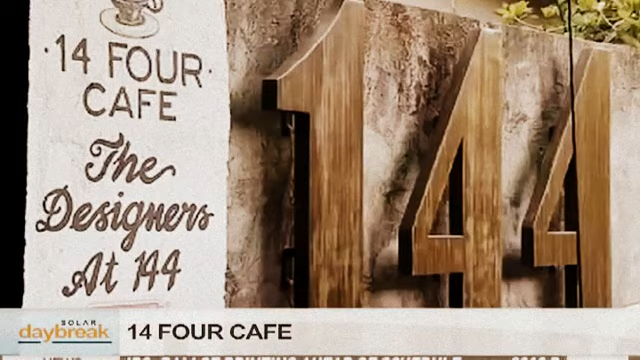 ·14 FOUR·
CAFE
The
Designers
At 144
144
SOLAR
daybreak
14 FOUR CAFE